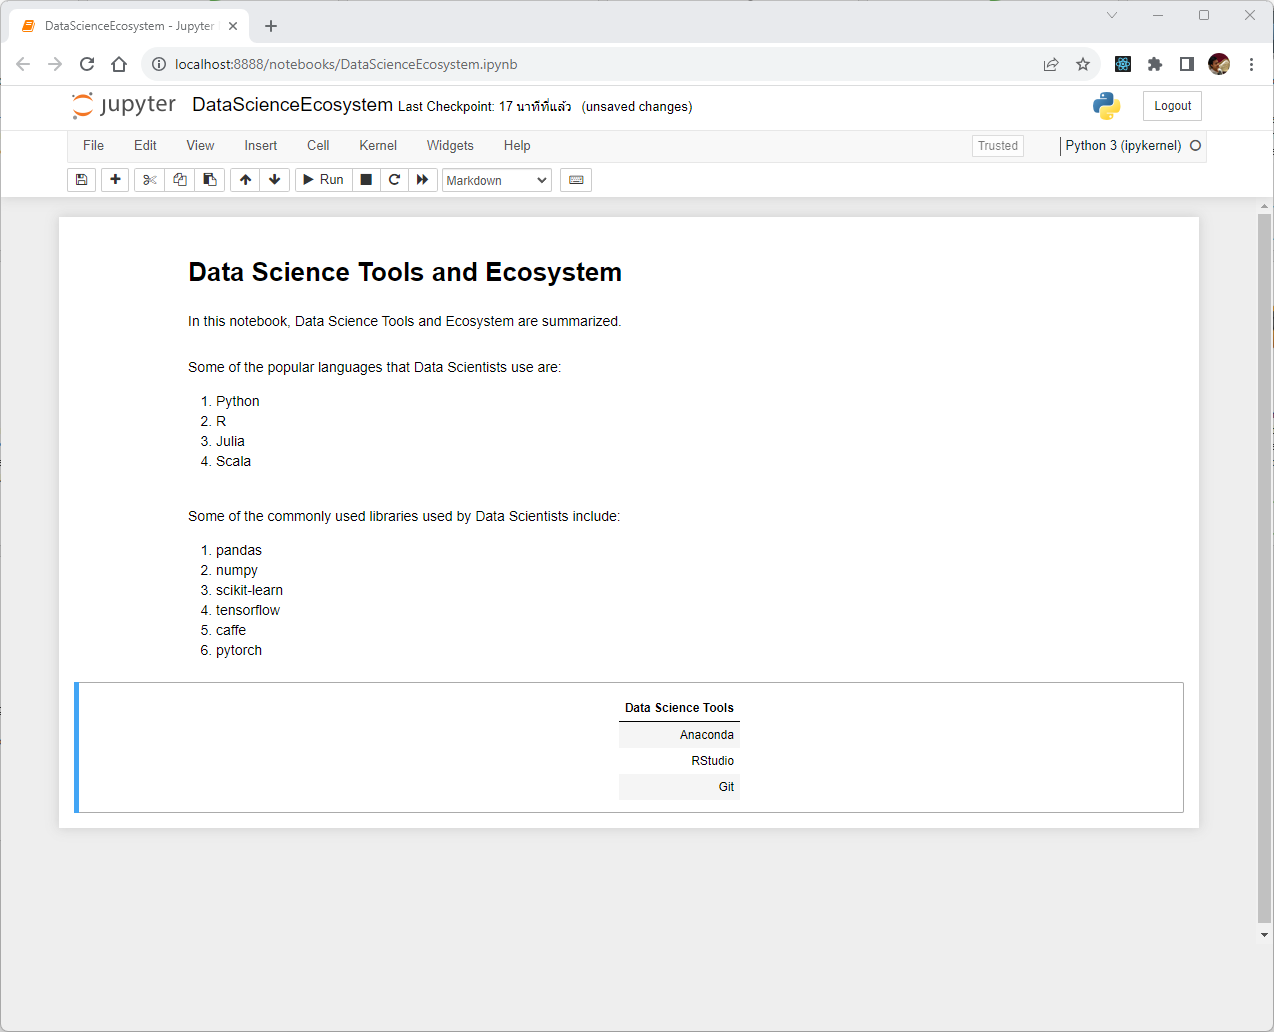 DataScienceEcosystem - Jupyter
localhost:8888/notebooks/DataScienceEcosystem.ipynb
jupyter DataScienceEcosystem Last Checkpoint: 17 นาทีที่แล้ว (unsaved changes) Logout
File Edit View Insert Cell Kernel Widgets Help Trusted Python 3 (ipykernel)
Run Markdown
Data Science Tools and Ecosystem
In this notebook, Data Science Tools and Ecosystem are summarized.
Some of the popular languages that Data Scientists use are:
1. Python
2. R
3. Julia
4. Scala
Some of the commonly used libraries used by Data Scientists include:
1. pandas
2. numpy
3. scikit-learn
4. tensorflow
5. caffe
6. pytorch
Data Science Tools
Anaconda
RStudio
Git